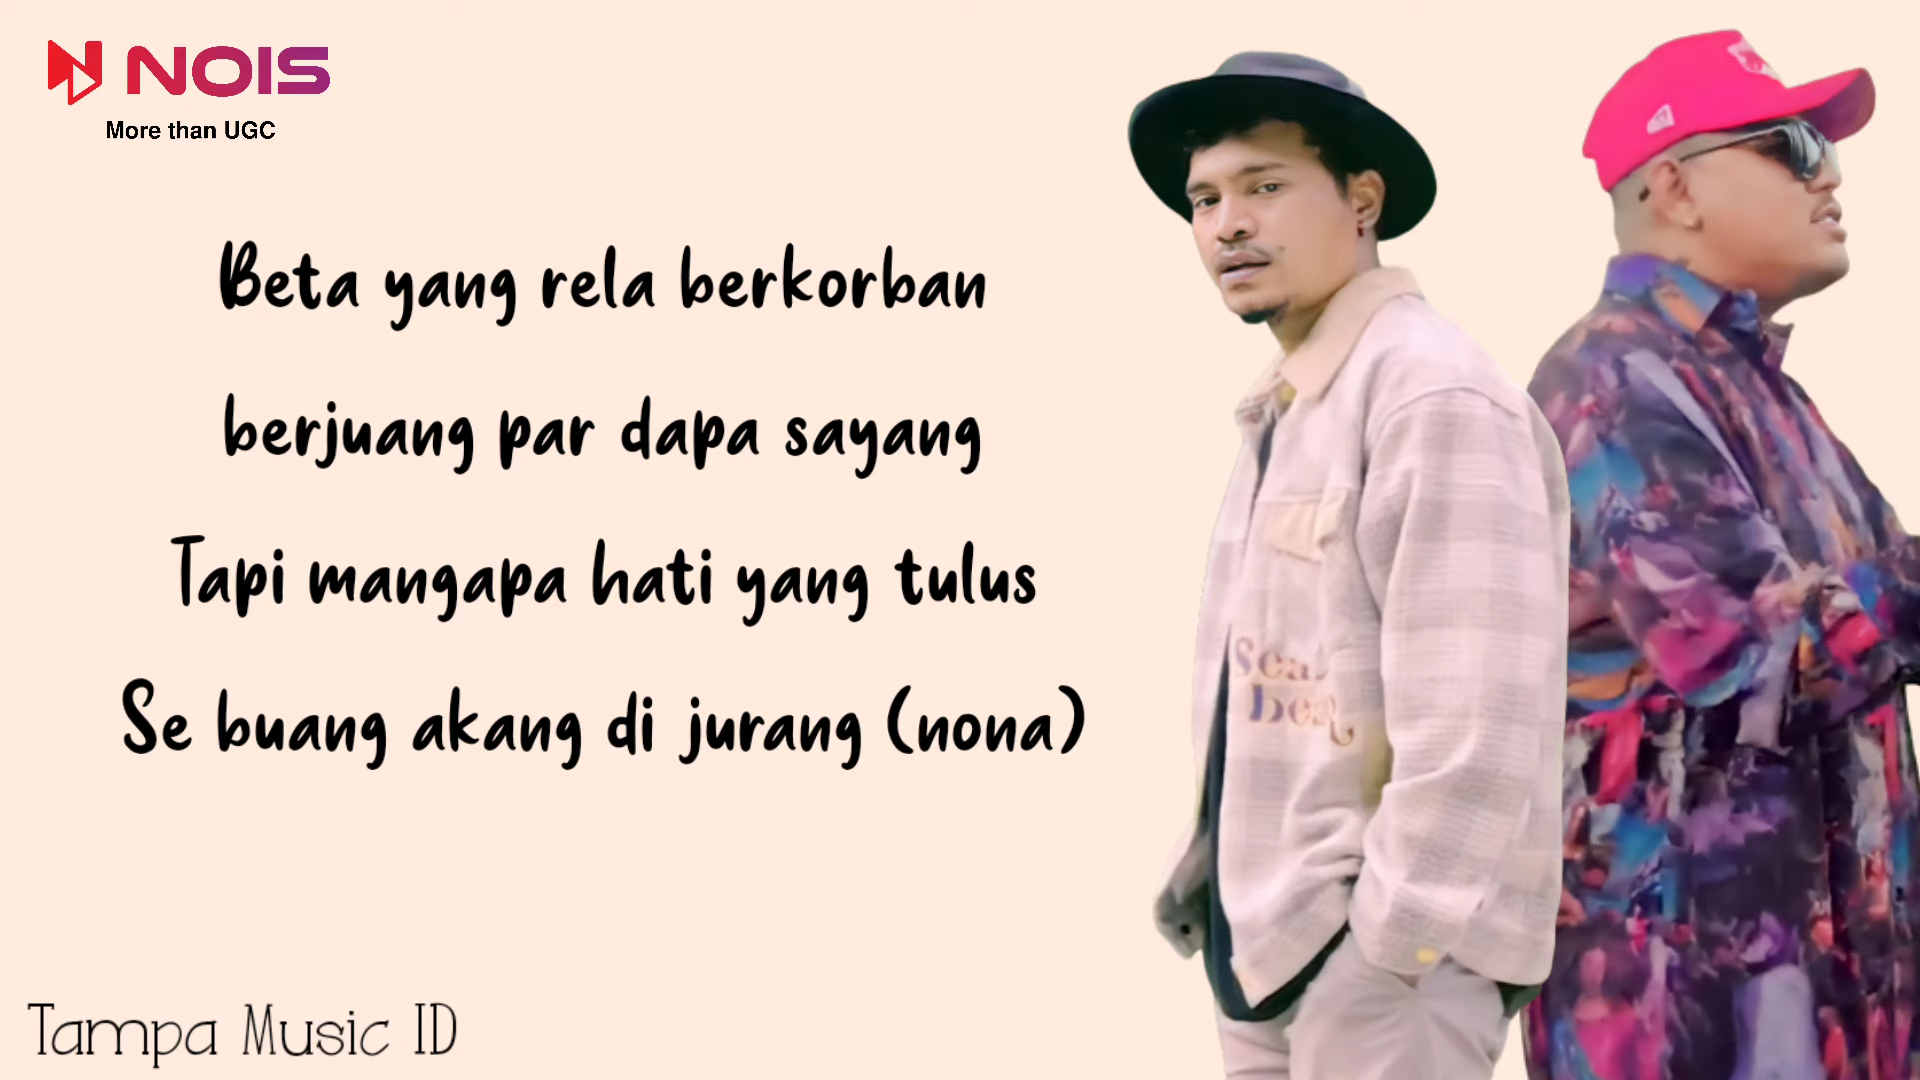 NOIS
More than UGC
Beta yang rela berkorban
berjuang par dapa sayang
Tapi mangapa hati yang tulus
Se buang akang di jurang (nona)
Tampa Music ID